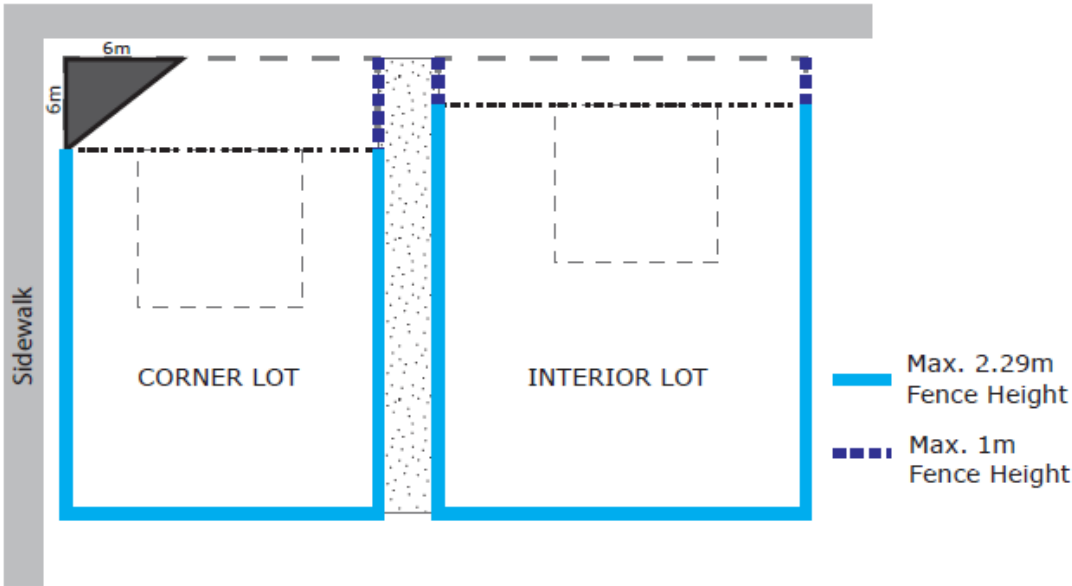 6m
6m
Sidewalk
CORNER LOT
INTERIOR LOT
Max. 2.29m
Fence Height
Max. 1m
Fence Height